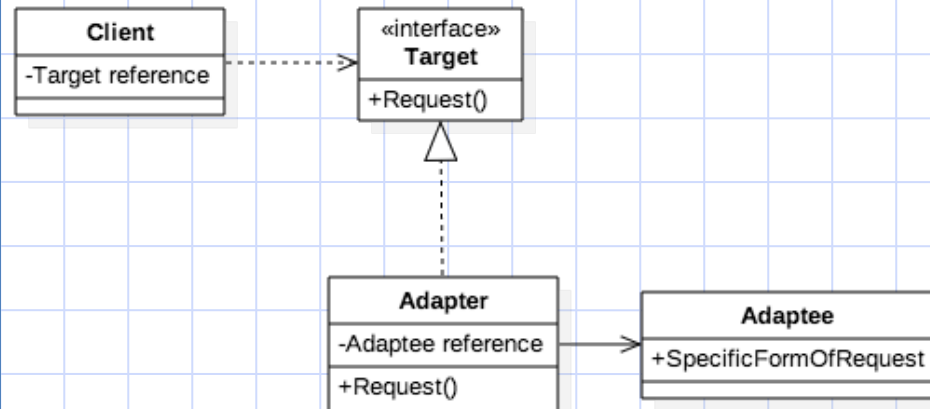 Client
-Target reference
«interface»
Target
+Request()
Adapter
-Adaptee reference
+Request()
Adaptee
+SpecificFormOfRequest